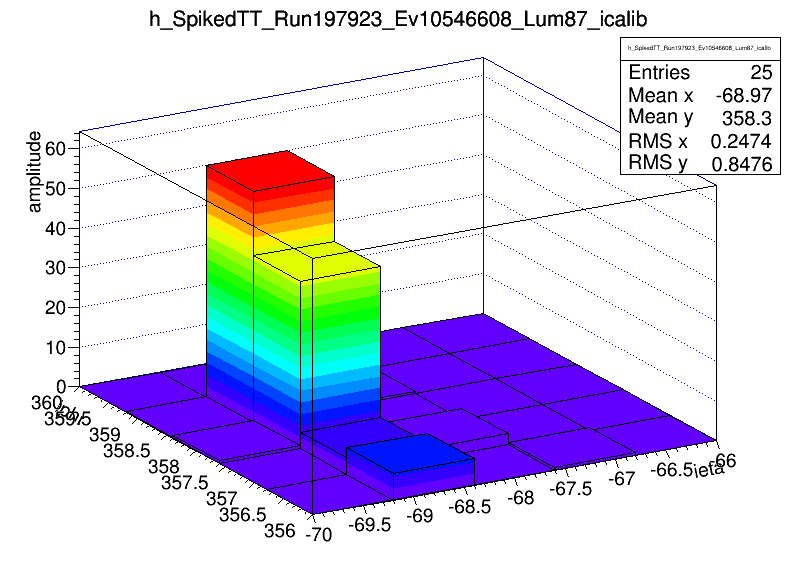 h_SpikedTT_Run197923_Ev10546608_Lum87_icalib
h_SpikedTT_Run197923_Ev10546608_Lum87_icalib
Entries 25
Mean x -68.97
Mean y 358.3
RMS x 0.2474
RMS y 0.8476
amplitude
60
50
40
30
20
10
0
360
359.5
359
358.5
358
357.5
357
356.5
356
-70
-69.5
-69
-68.5
-68
-67.5
-67
-66.5
-66
ieta